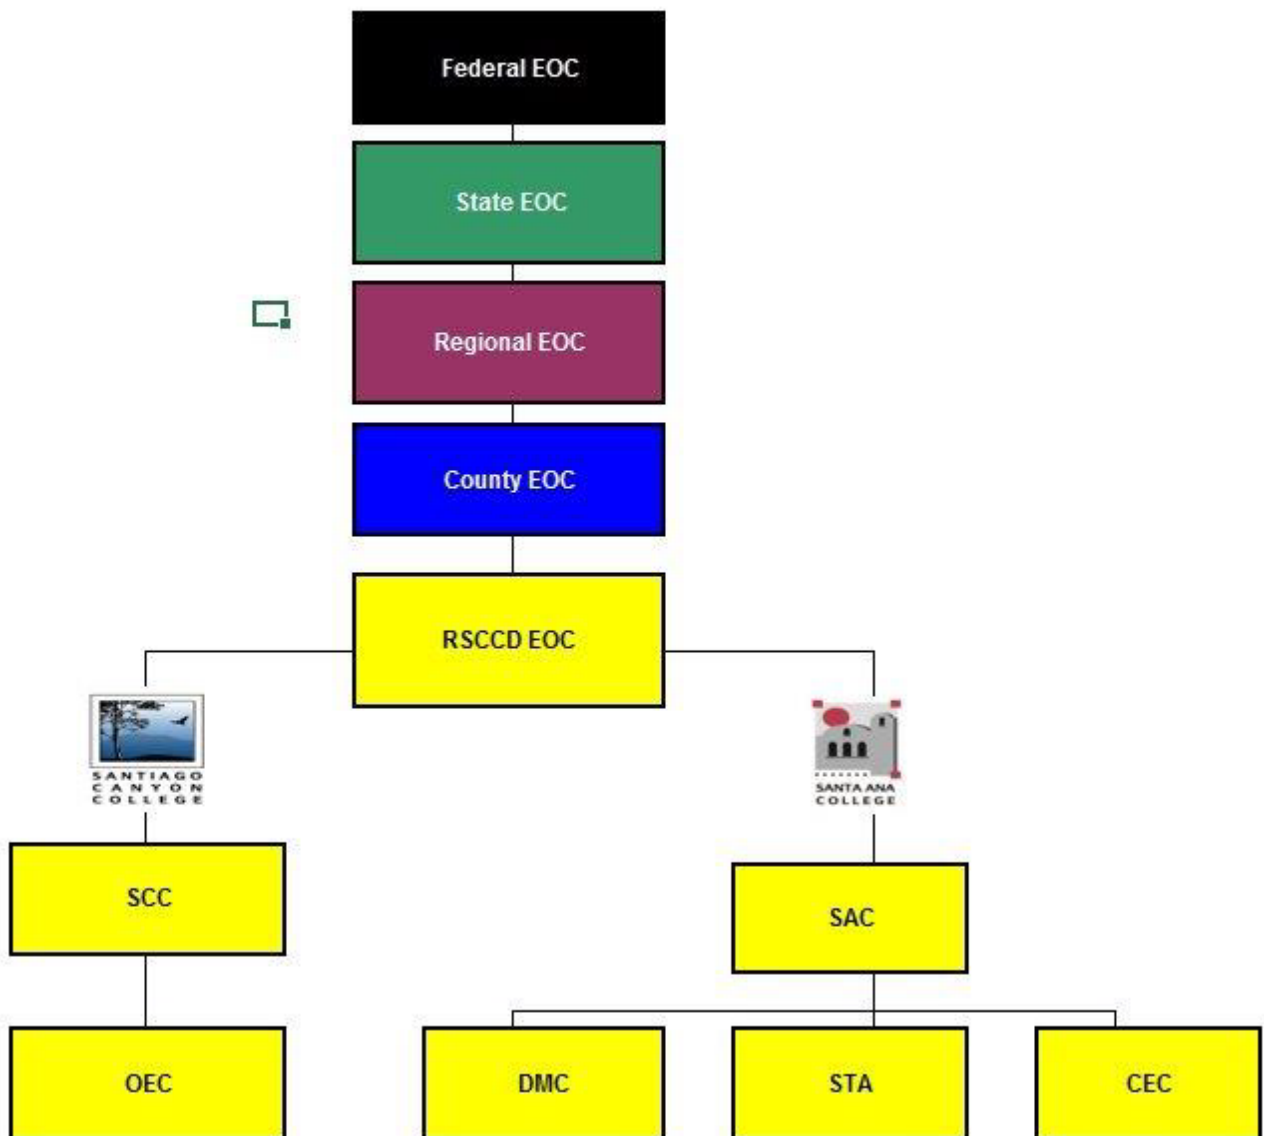 Federal EOC
State EOC
Regional EOC
County EOC
RSCCD EOC
SANTIAGO
CANYON
COLLEGE
SANTA ANA
COLLEGE
SCC
SAC
OEC
DMC
STA
CEC